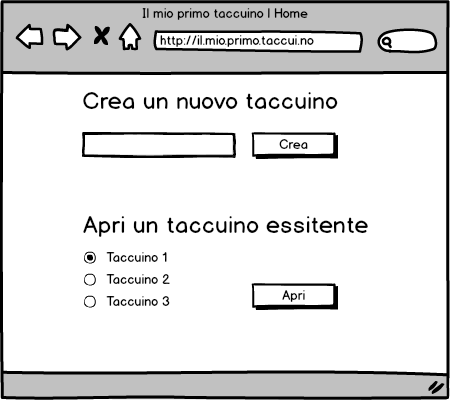 Il mio primo taccuino | Home
http://il.mio.primo.taccui.no
Crea un nuovo taccuino
Crea
Apri un taccuino essitente
Taccuino 1
Taccuino 2
Taccuino 3
Apri